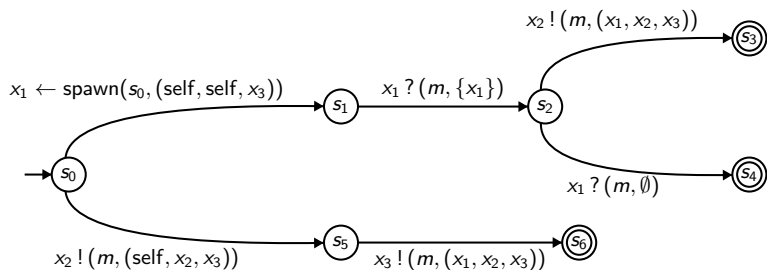 x₂ ! (m, (x₁, x₂, x₃))
s₃
x₁ ← spawn(s₀, (self, self, x₃))
s₁
x₁ ? (m, {x₁})
s₂
s₀
x₁ ? (m, ∅)
s₄
x₂ ! (m, (self, x₂, x₃))
s₅
x₃ ! (m, (x₁, x₂, x₃))
s₆